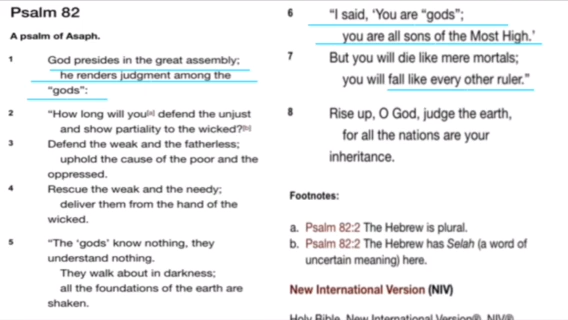 Psalm 82
A psalm of Asaph.
1 God presides in the great assembly;
he renders judgment among the
“gods”:
2 “How long will you[a] defend the unjust
and show partiality to the wicked?[b]
3 Defend the weak and the fatherless;
uphold the cause of the poor and the
oppressed.
4 Rescue the weak and the needy;
deliver them from the hand of the
wicked.
5 “The ‘gods’ know nothing, they
understand nothing.
They walk about in darkness;
all the foundations of the earth are
shaken.
6 “I said, ‘You are “gods”;
you are all sons of the Most High.’
7 But you will die like mere mortals;
you will fall like every other ruler.”
8 Rise up, O God, judge the earth,
for all the nations are your
inheritance.
Footnotes:
a. Psalm 82:2 The Hebrew is plural.
b. Psalm 82:2 The Hebrew has Selah (a word of
uncertain meaning) here.
New International Version (NIV)
Holy Bible, New International Version®, NIV®